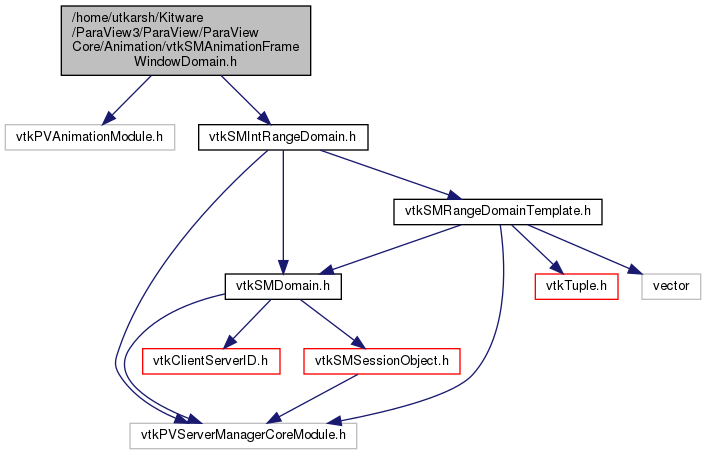 /home/utkarsh/Kitware
/ParaView3/ParaView/ParaView
Core/Animation/vtkSMAnimationFrame
WindowDomain.h
vtkPVAnimationModule.h
vtkSMIntRangeDomain.h
vtkSMRangeDomainTemplate.h
vtkSMDomain.h
vtkTuple.h
vector
vtkClientServerID.h
vtkSMSessionObject.h
vtkPVServerManagerCoreModule.h